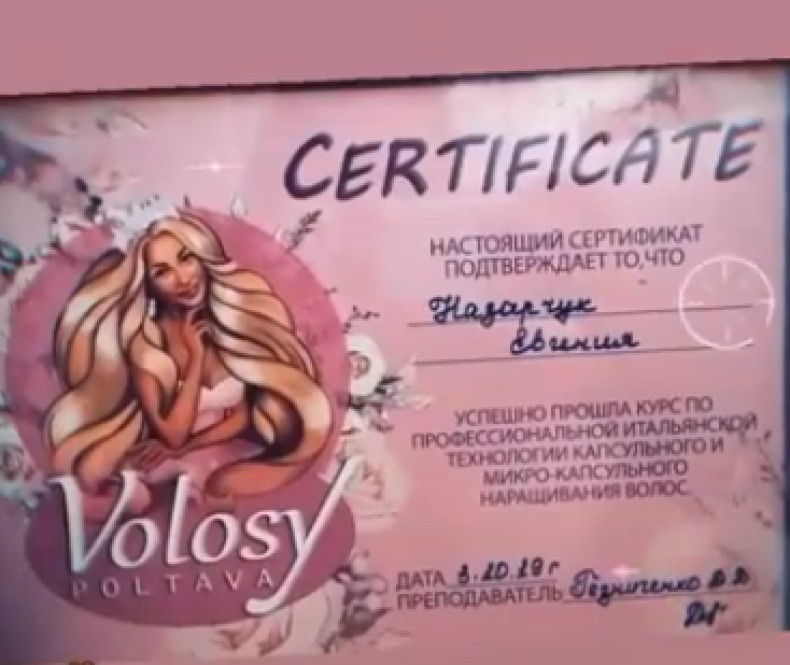 CERTIFICATE
НАСТОЯЩИЙ СЕРТИФИКАТ
ПОДТВЕРЖДАЕТ ТО,ЧТО
Назарчук
Евгения
УСПЕШНО ПРОШЛА КУРС ПО
ПРОФЕССИОНАЛЬНОЙ ИТАЛЬЯНСКОЙ
ТЕХНОЛОГИИ КАПСУЛЬНОГО И
МИКРО-КАПСУЛЬНОГО
НАРАЩИВАНИЯ ВОЛОС
Volosy
POLTAVA
ДАТА
ПРЕПОДАВАТЕЛЬ